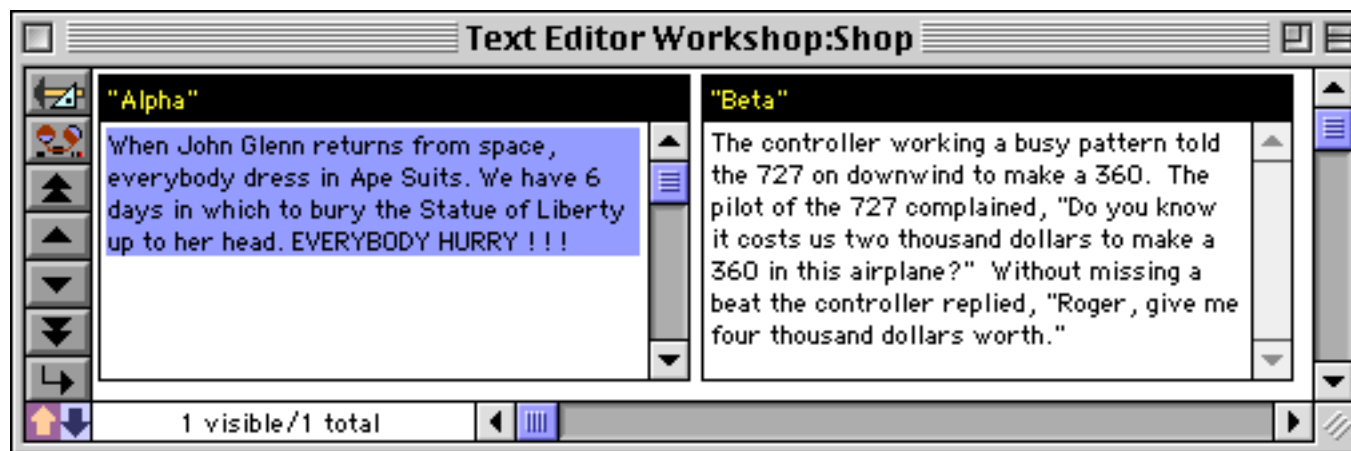 Text Editor Workshop:Shop
"Alpha"
When John Glenn returns from space,
everybody dress in Ape Suits. We have 6
days in which to bury the Statue of Liberty
up to her head. EVERYBODY HURRY ! ! !
"Beta"
The controller working a busy pattern told
the 727 on downwind to make a 360.  The
pilot of the 727 complained, "Do you know
it costs us two thousand dollars to make a
360 in this airplane?"  Without missing a
beat the controller replied, "Roger, give me
four thousand dollars worth."
1 visible/1 total